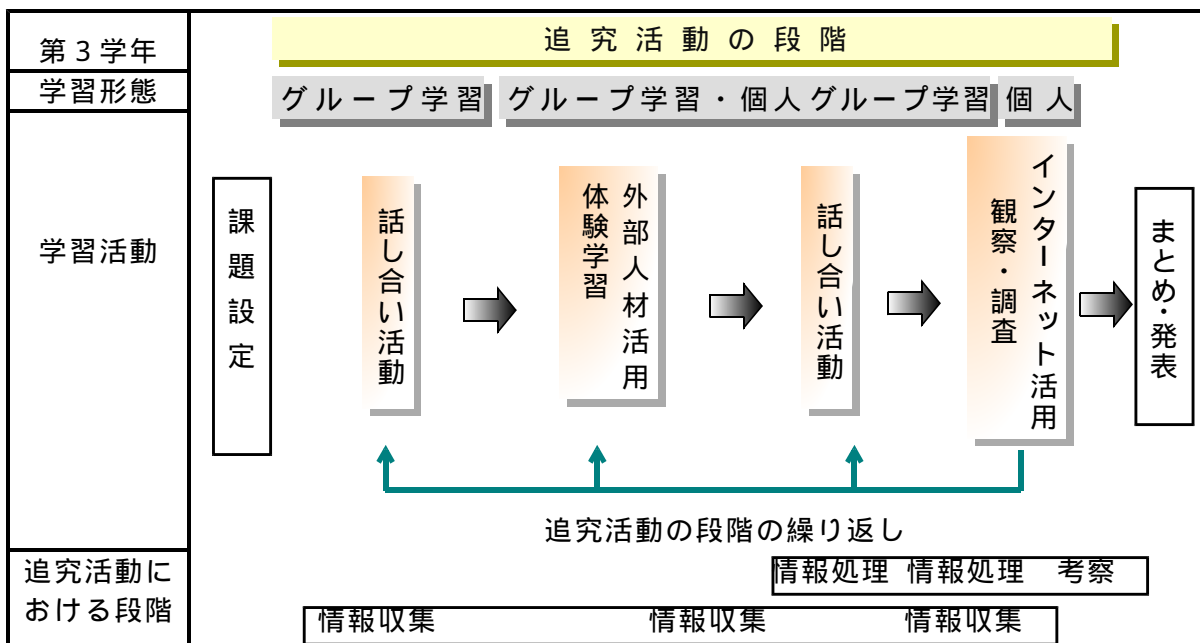 第３学年
追究活動の段階
学習形態
グループ学習
グループ学習・個人
グループ学習
個人
学習活動
課題設定
話し合い活動
外部人材活用
体験学習
話し合い活動
インターネット活用
観察・調査
まとめ・発表
追究活動の段階の繰り返し
追究活動に
おける段階
情報処理 情報処理 考察
情報収集 情報収集 情報収集